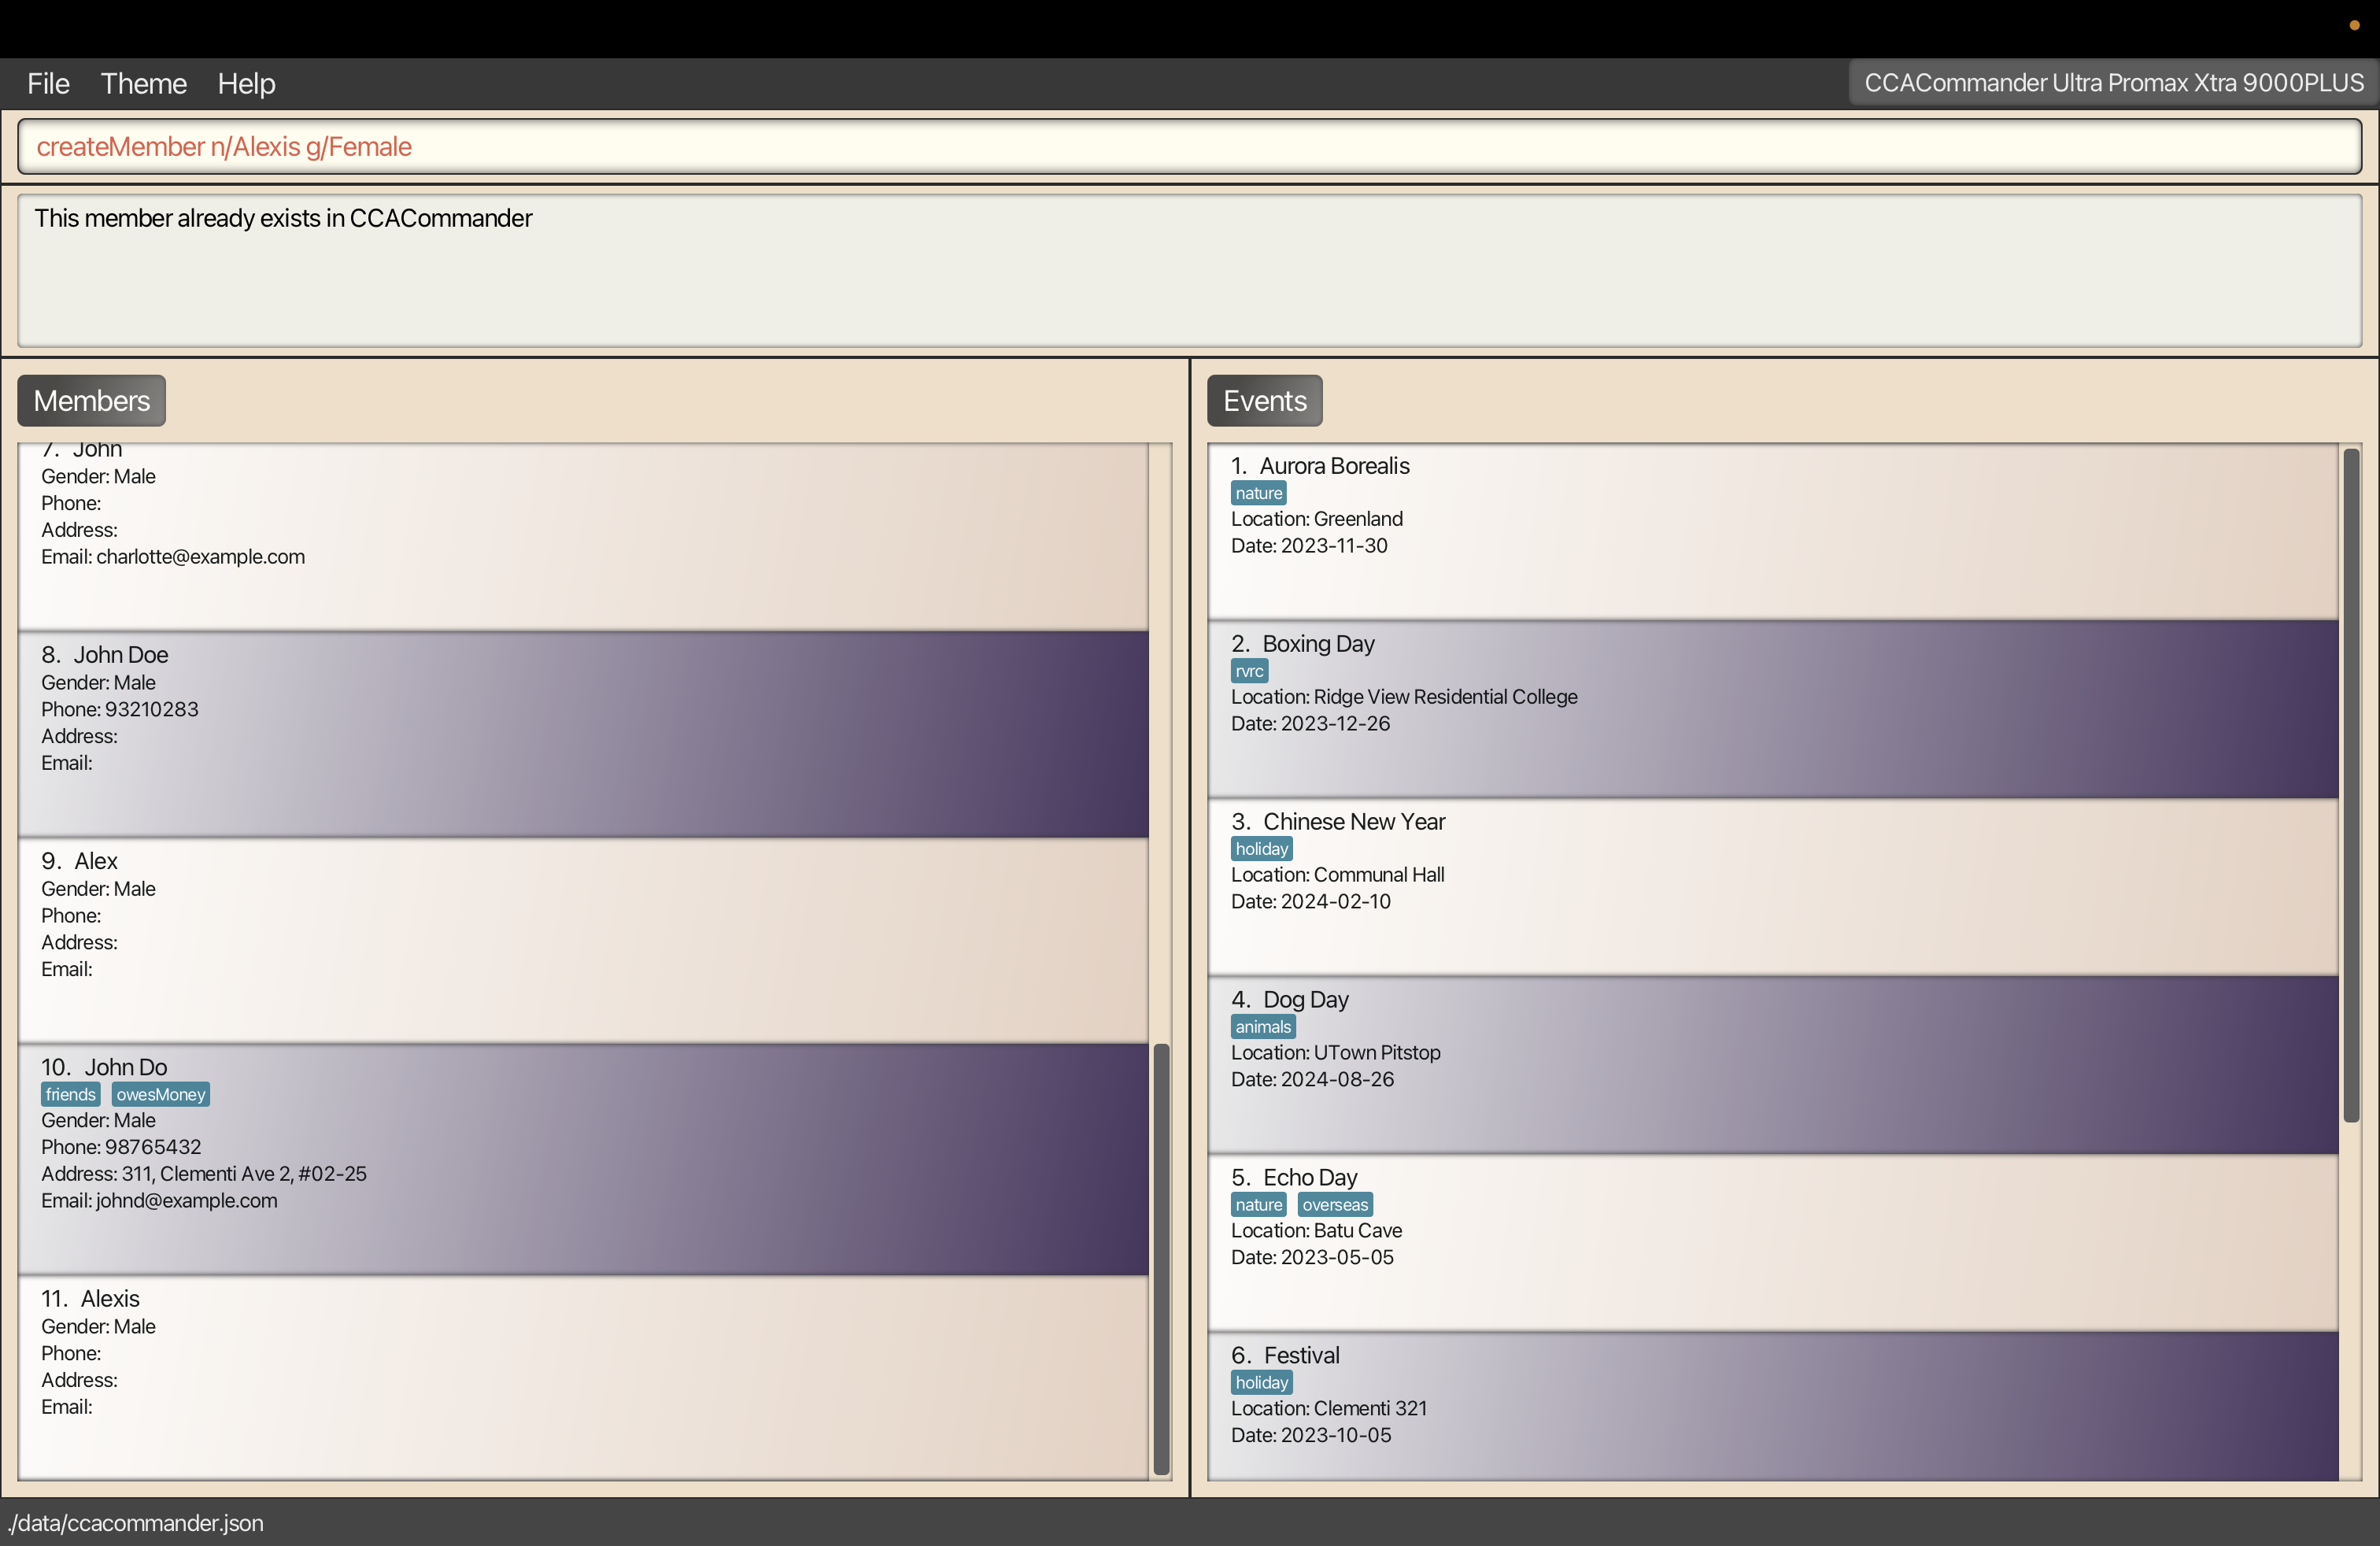 File Theme Help CCACommander Ultra Promax Xtra 9000PLUS
createMember n/Alexis g/Female
This member already exists in CCACommander
Members
7. John
Gender: Male
Phone:
Address:
Email: charlotte@example.com
8. John Doe
Gender: Male
Phone: 93210283
Address:
Email:
9. Alex
Gender: Male
Phone:
Address:
Email:
10. John Do
friends owesMoney
Gender: Male
Phone: 98765432
Address: 311, Clementi Ave 2, #02-25
Email: johnd@example.com
11. Alexis
Gender: Male
Phone:
Address:
Email:
Events
1. Aurora Borealis
nature
Location: Greenland
Date: 2023-11-30
2. Boxing Day
rvrc
Location: Ridge View Residential College
Date: 2023-12-26
3. Chinese New Year
holiday
Location: Communal Hall
Date: 2024-02-10
4. Dog Day
animals
Location: UTown Pitstop
Date: 2024-08-26
5. Echo Day
nature overseas
Location: Batu Cave
Date: 2023-05-05
6. Festival
holiday
Location: Clementi 321
Date: 2023-10-05
./data/ccacommander.json